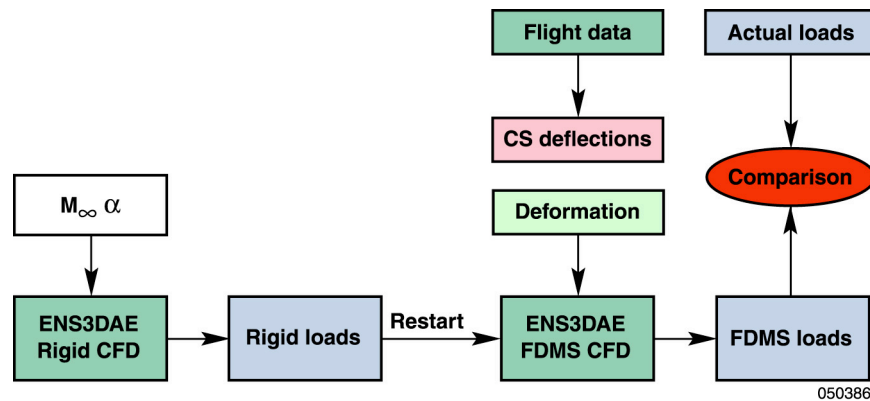 Flight data
Actual loads
CS deflections
Comparison
M∞ α
Deformation
ENS3DAE
Rigid CFD
Rigid loads
Restart
ENS3DAE
FDMS CFD
FDMS loads
050386